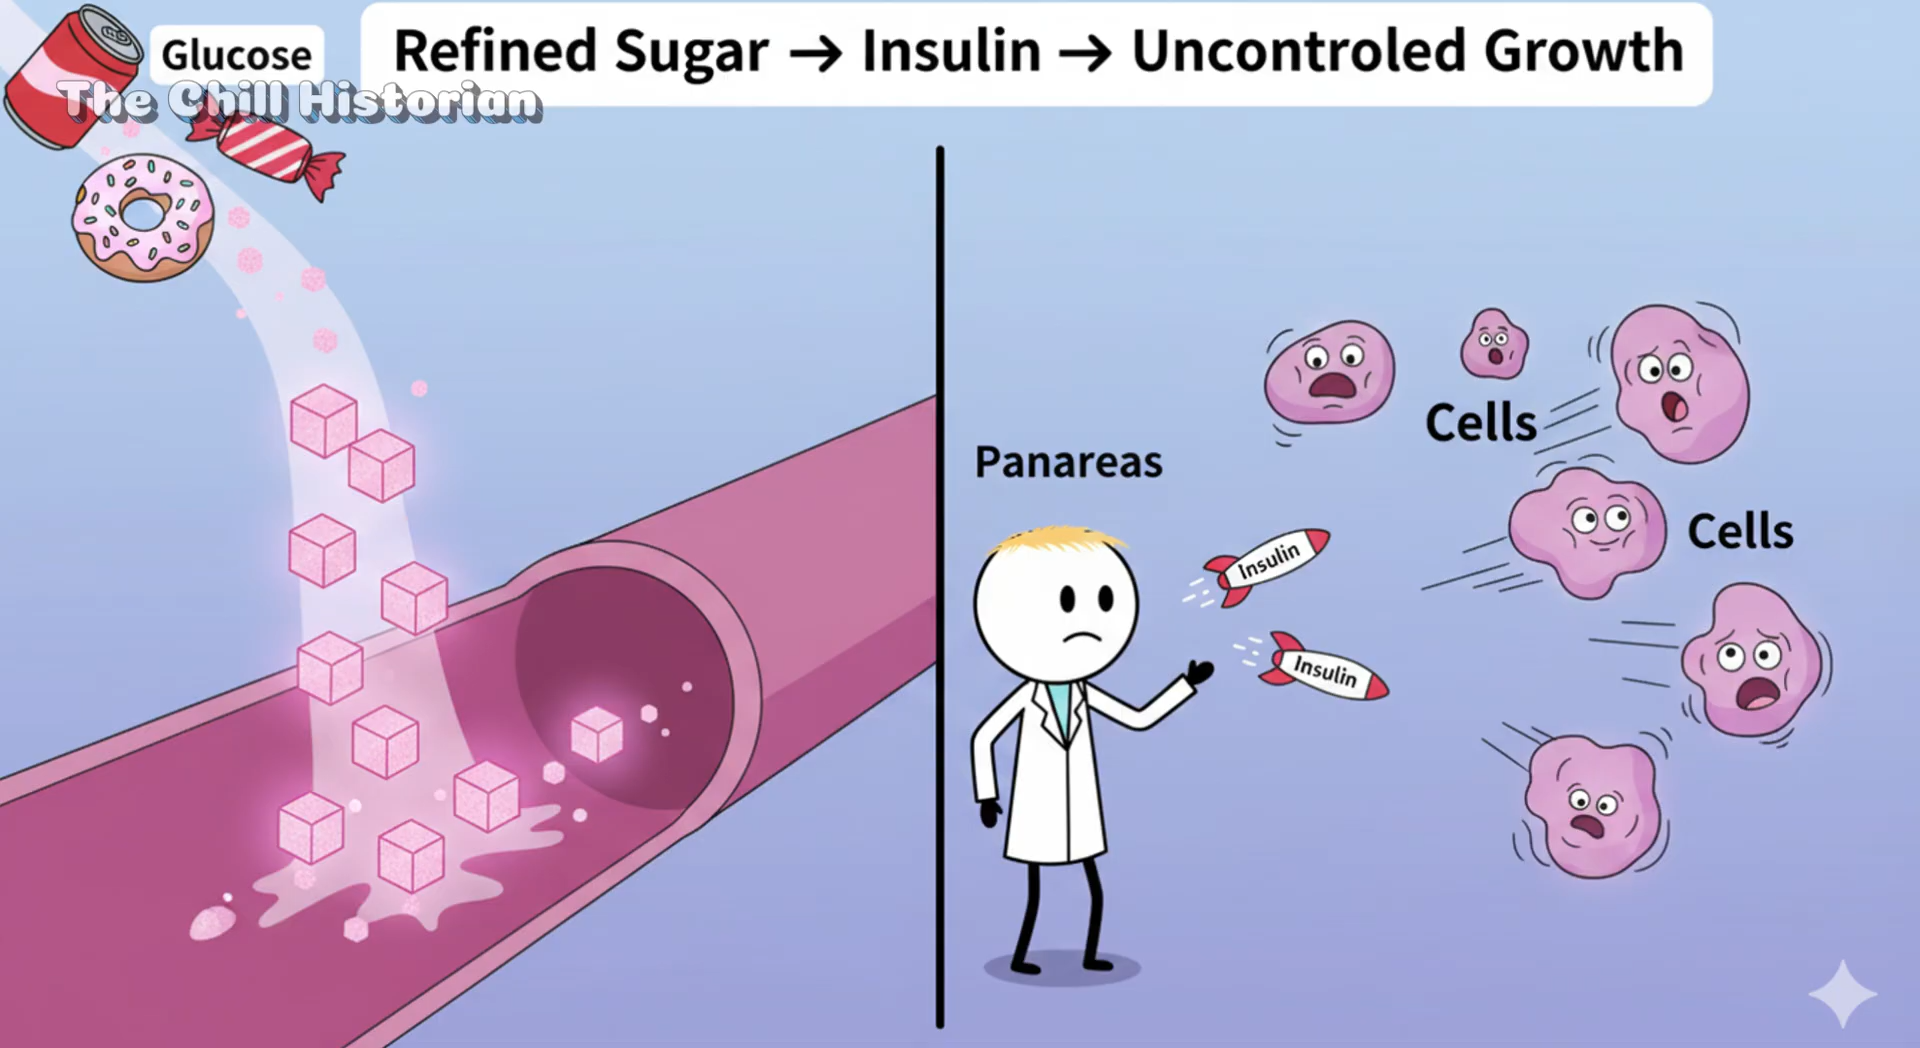 Glucose
Refined Sugar → Insulin → Uncontroled Growth
The Chill Historian
Panareas
Insulin
Insulin
Cells
Cells